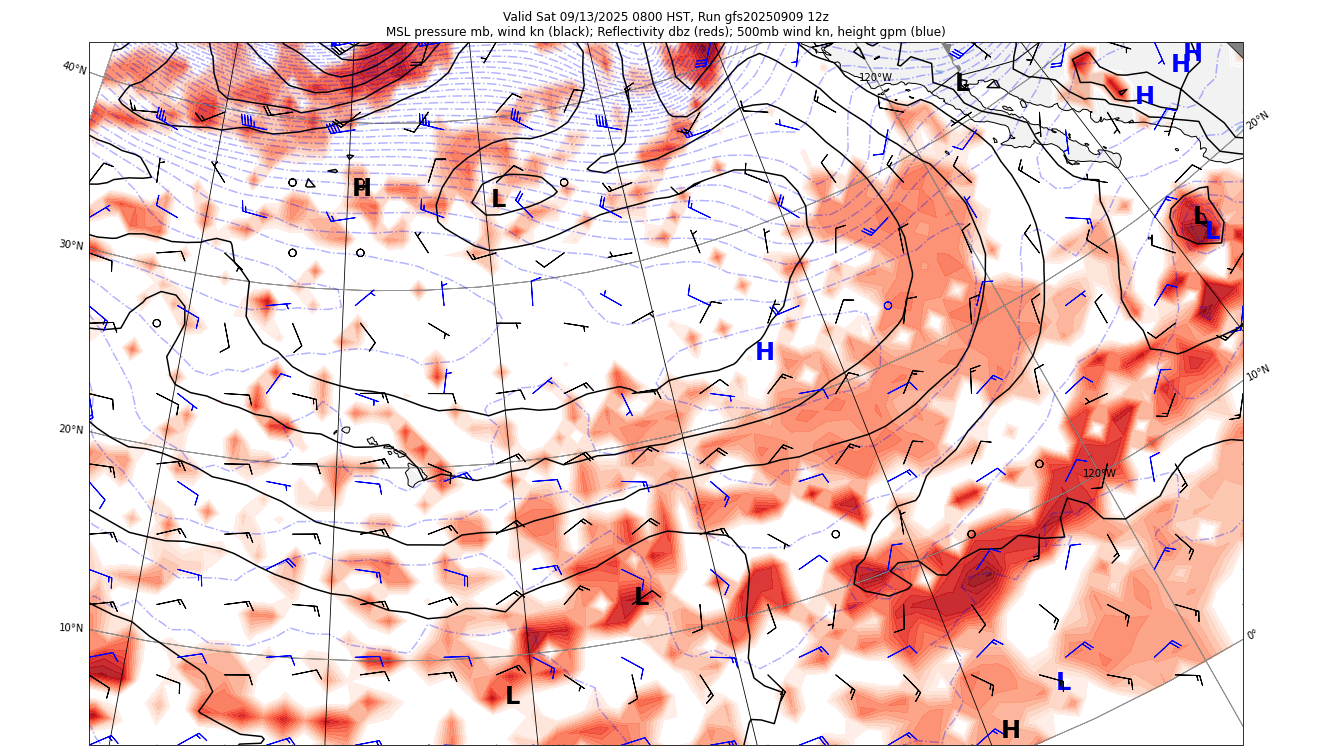 Valid Sat 09/13/2025 0800 HST, Run gfs20250909 12z
MSL pressure mb, wind kn (black); Reflectivity dbz (reds); 500mb wind kn, height gpm (blue)
H
H
40°N
120°W
L
H
20°N
H
L
L
L
30°N
H
10°N
20°N
120°W
L
10°N
0°
L
L
H